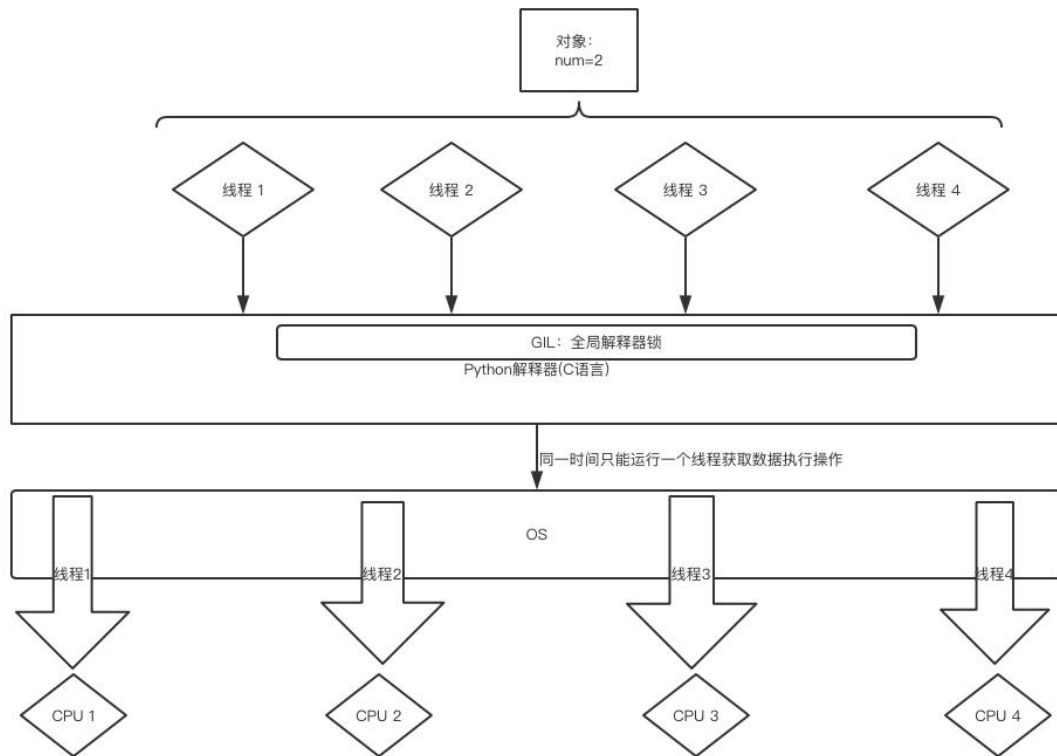 对象：
num=2
线程 1
线程 2
线程 3
线程 4
GIL：全局解释器锁
Python解释器(C语言)
同一时间只能运行一个线程获取数据执行操作
OS
线程1
线程2
线程3
线程4
CPU 1
CPU 2
CPU 3
CPU 4